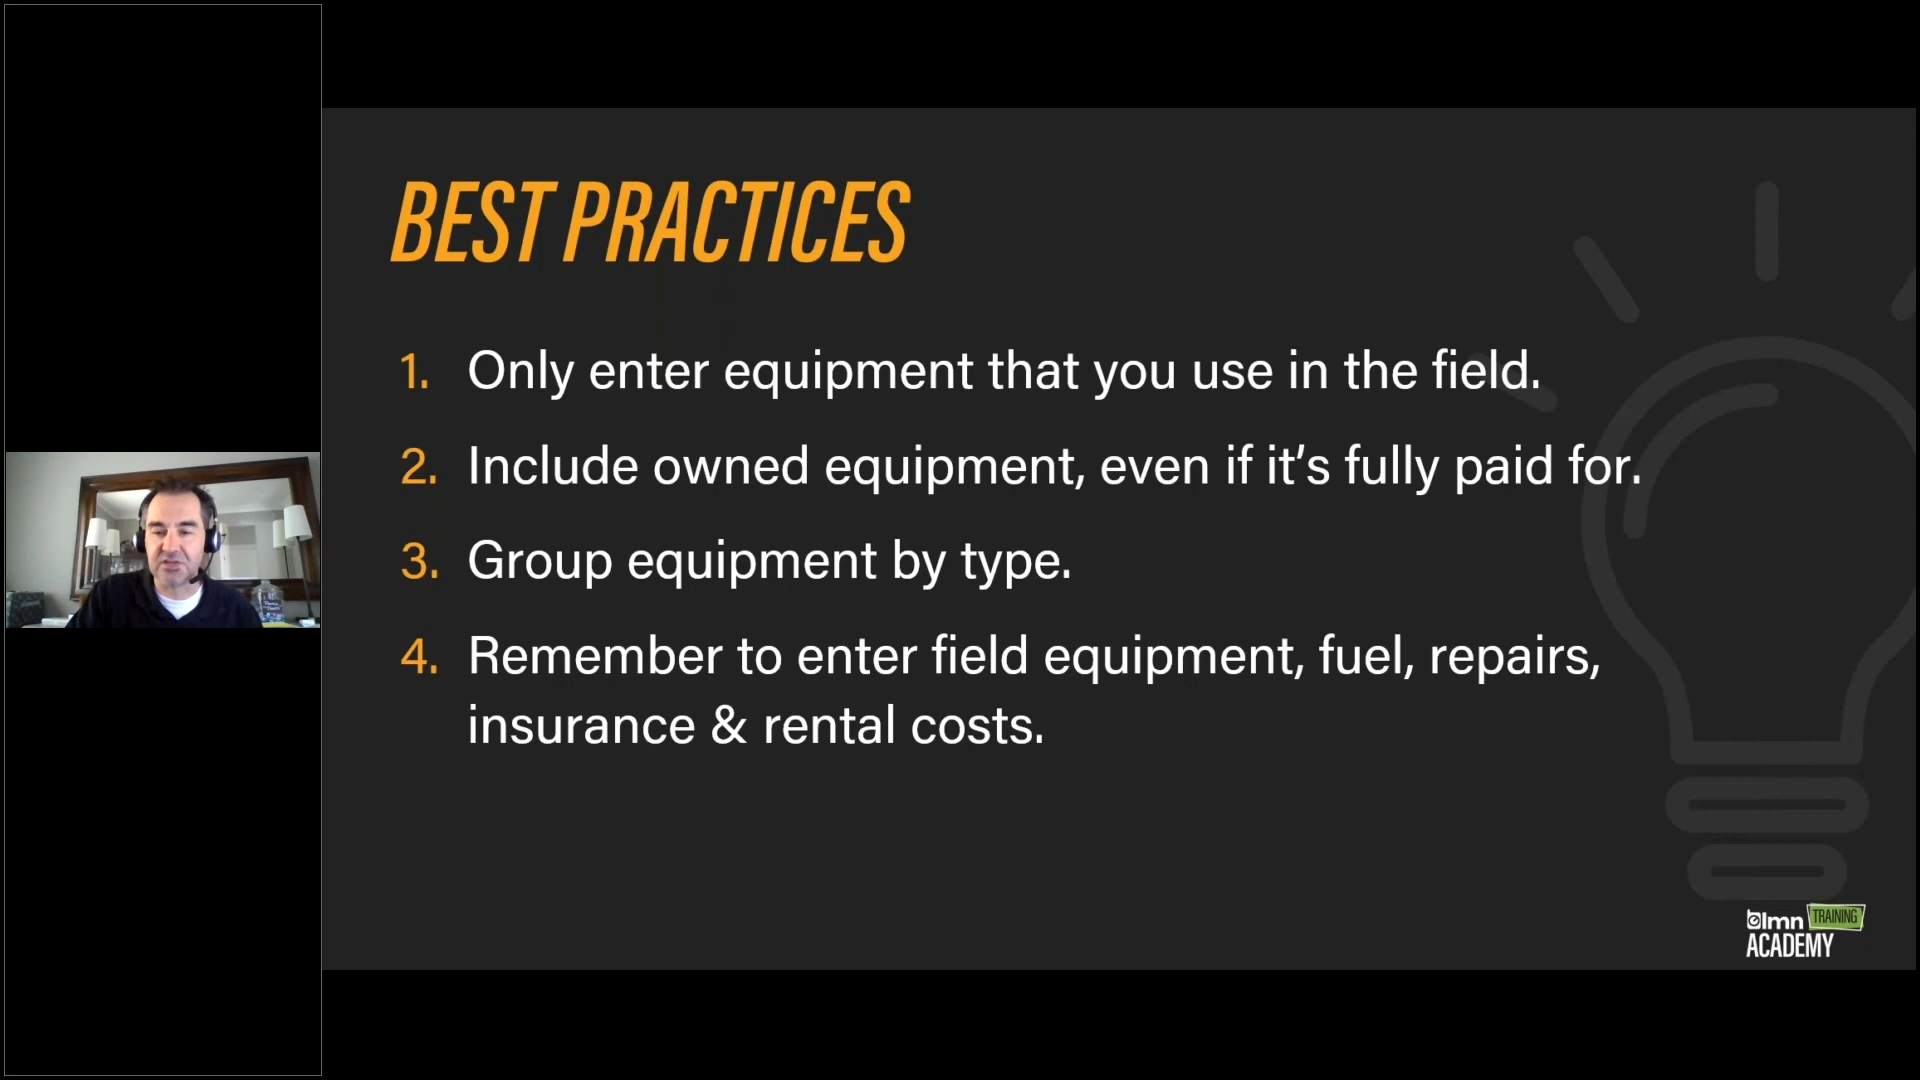 BEST PRACTICES
1. Only enter equipment that you use in the field.
2. Include owned equipment, even if it's fully paid for.
3. Group equipment by type.
4. Remember to enter field equipment, fuel, repairs,
insurance & rental costs.
lmn TRAINING
ACADEMY